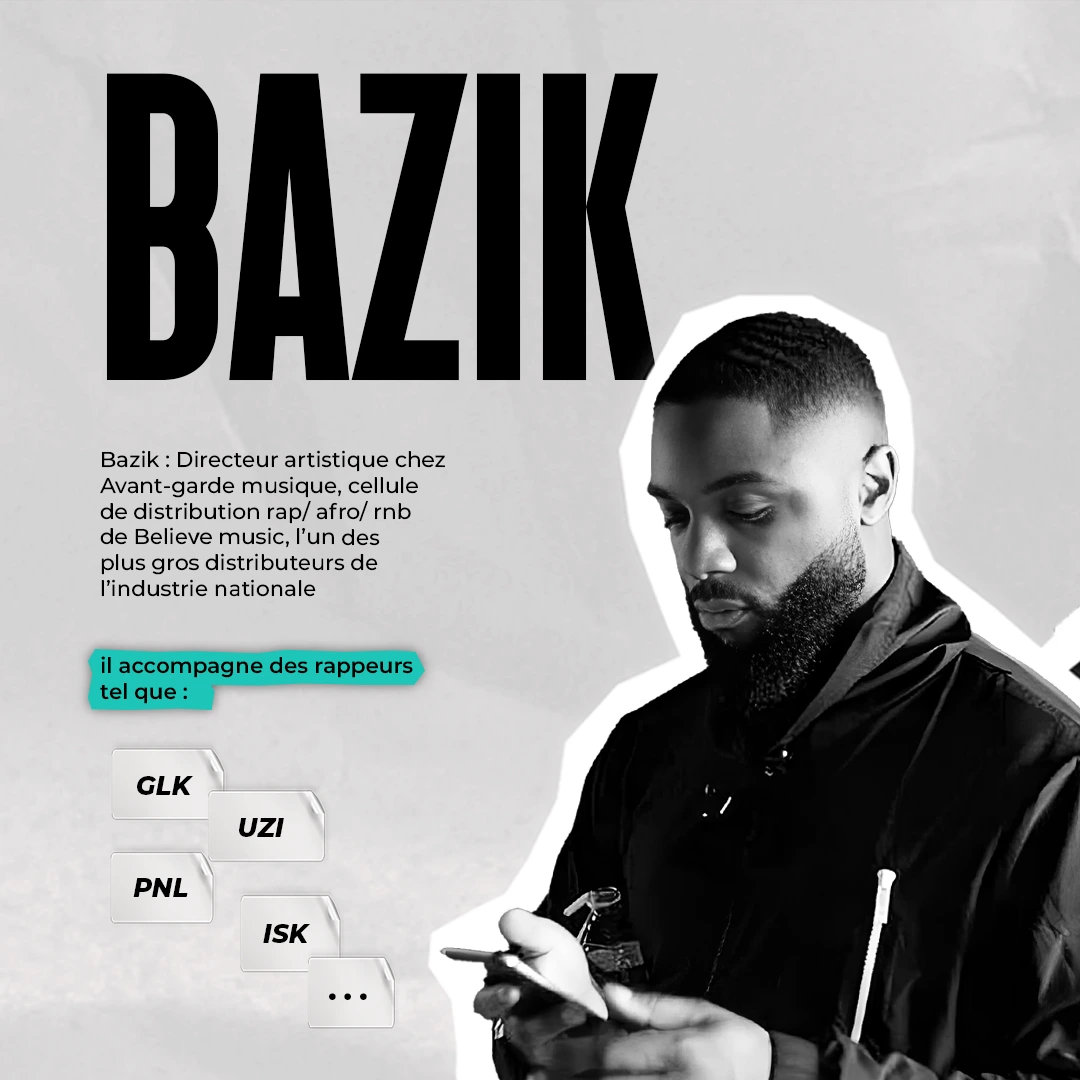 BAZIK
Bazik : Directeur artistique chez
Avant-garde musique, cellule
de distribution rap/ afro/ rnb
de Believe music, l’un des
plus gros distributeurs de
l’industrie nationale
il accompagne des rappeurs
tel que :
GLK
UZI
PNL
ISK
...